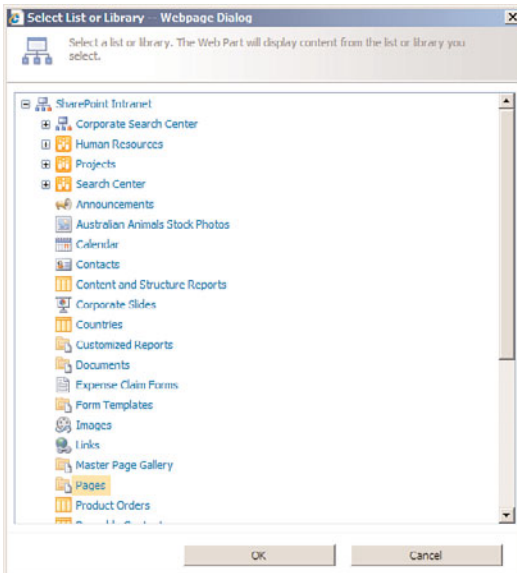 Select List or Library -- Webpage Dialog
Select a list or library. The Web Part will display content from the list or library you
select.
SharePoint Intranet
Corporate Search Center
Human Resources
Projects
Search Center
Announcements
Australian Animals Stock Photos
Calendar
Contacts
Content and Structure Reports
Corporate Slides
Countries
Customized Reports
Documents
Expense Claim Forms
Form Templates
Images
Links
Master Page Gallery
Pages
Product Orders
OK Cancel